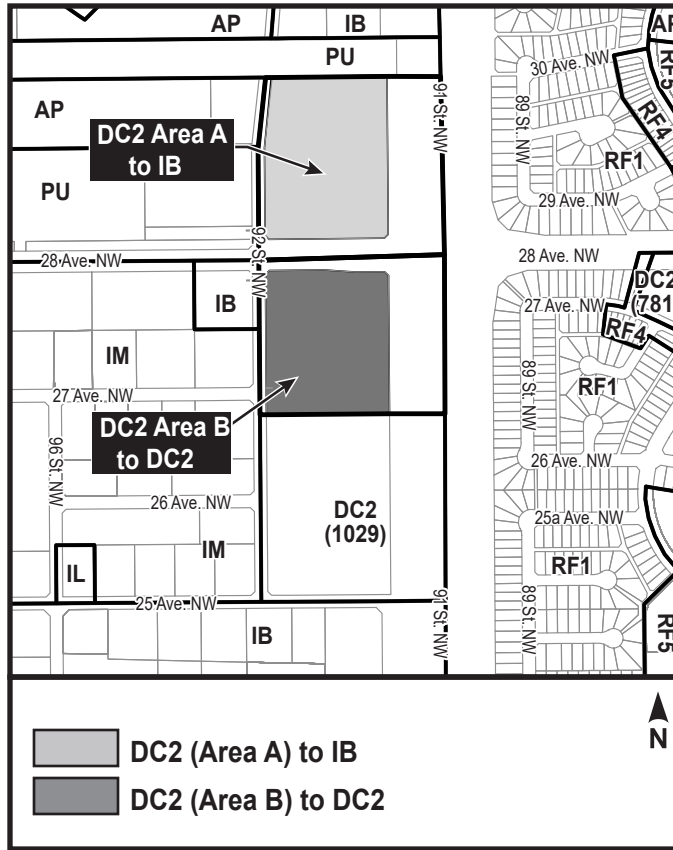 AP
IB
AF
PU
30 Ave. NW
RF5
AP
91 St. NW
89 St. NW
RF4
DC2 Area A
to IB
RF1
PU
29 Ave. NW
92 St. NW
28 Ave. NW
28 Ave. NW
DC2
(781
IB
27 Ave. NW
RF4
IM
89 St. NW
RF1
27 Ave. NW
DC2 Area B
to DC2
96 St. NW
26 Ave. NW
26 Ave. NW
DC2
(1029)
25a Ave. NW
IM
RF1
IL
89 St. NW
25 Ave. NW
91 St. NW
IB
RF5
N
DC2 (Area A) to IB
DC2 (Area B) to DC2